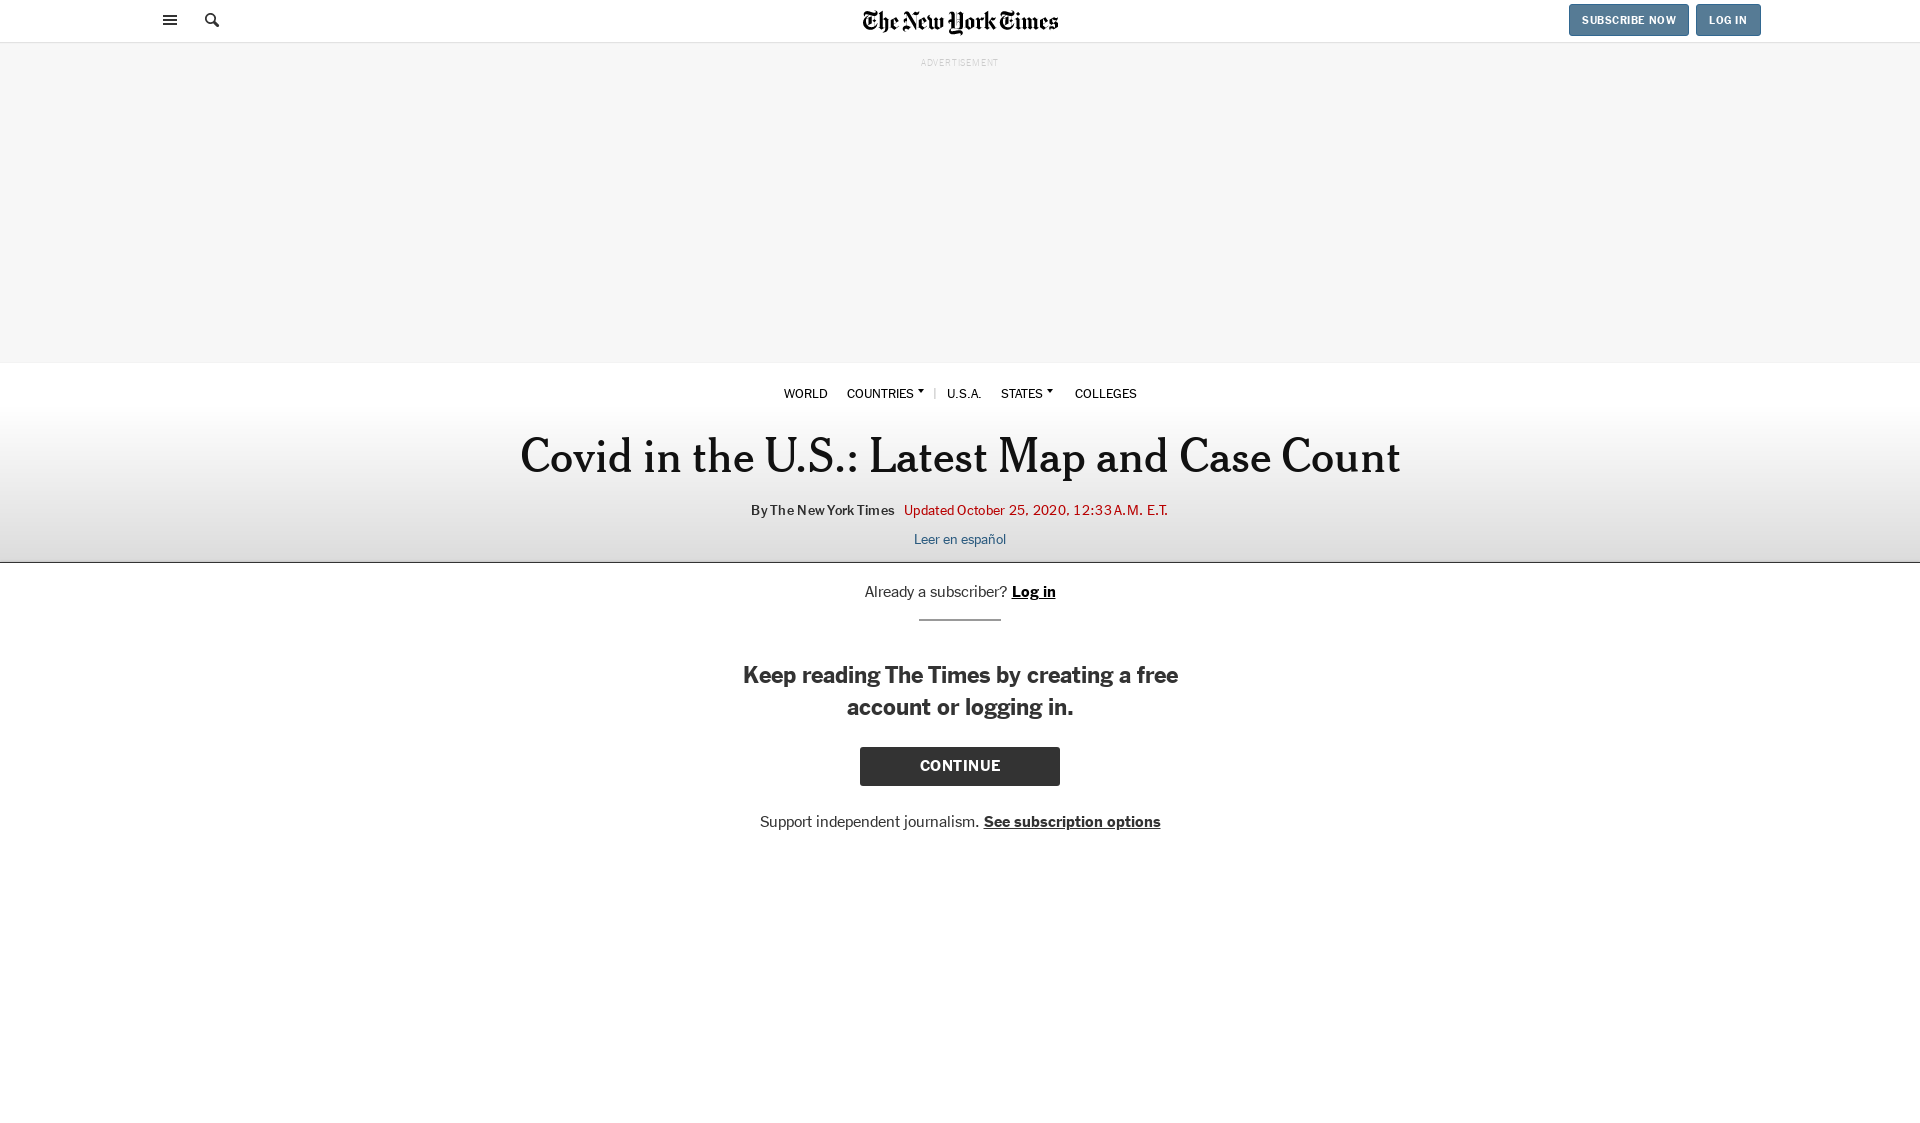 The New York Times
SUBSCRIBE NOW
LOG IN
ADVERTISEMENT
WORLD COUNTRIES | U.S.A. STATES COLLEGES
Covid in the U.S.: Latest Map and Case Count
By The New York Times Updated October 25, 2020, 12:33 A.M. E.T.
Leer en español
Already a subscriber? Log in
Keep reading The Times by creating a free
account or logging in.
CONTINUE
Support independent journalism. See subscription options